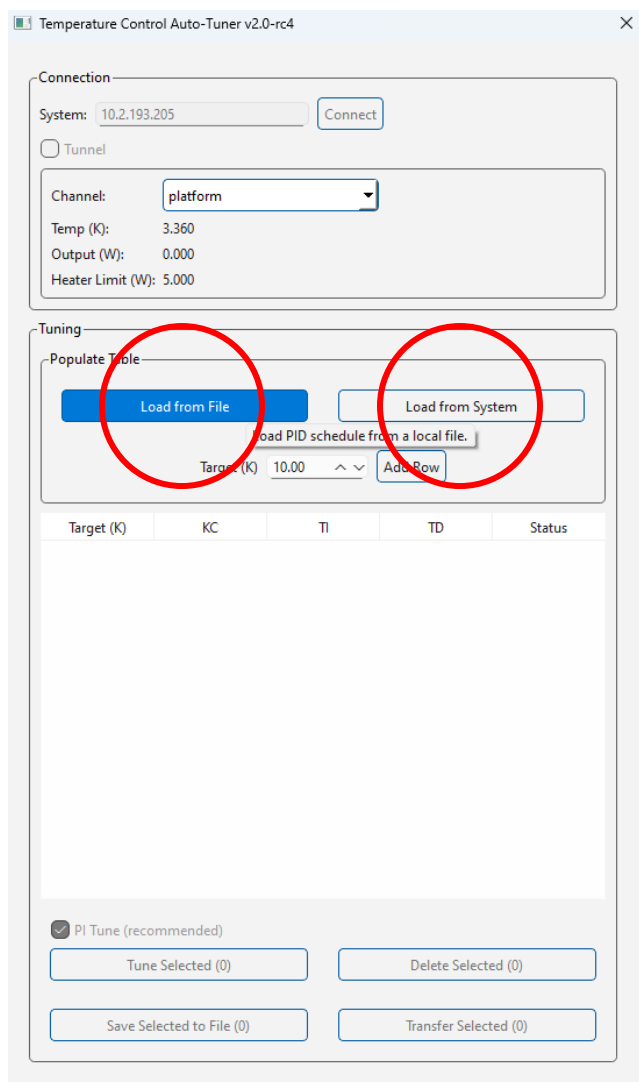 Temperature Control Auto-Tuner v2.0-rc4
Connection
System: 10.2.193.205 Connect
Tunnel
Channel: platform
Temp (K): 3.360
Output (W): 0.000
Heater Limit (W): 5.000
Tuning
Populate Table
Load from File Load from System
Load PID schedule from a local file.
Target (K) 10.00 Add Row
Target (K) KC TI TD Status
PI Tune (recommended)
Tune Selected (0) Delete Selected (0)
Save Selected to File (0) Transfer Selected (0)